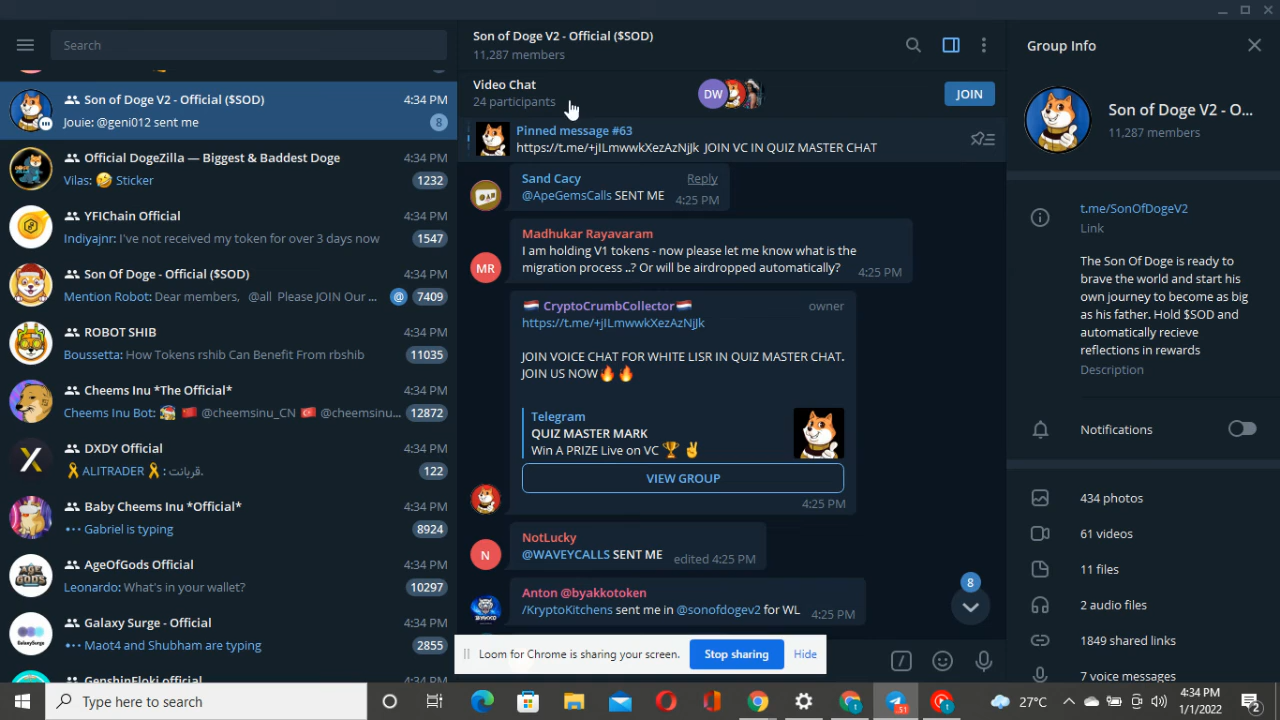 Search
Son of Doge V2 - Official ($SOD)
4:34 PM
Jouie: @geni012 sent me
8
Official DogeZilla — Biggest & Baddest Doge
4:34 PM
Vilas: 🤣 Sticker
1232
YFIChain Official
4:34 PM
Indiyajnr: I've not received my token for over 3 days now
1547
Son Of Doge - Official ($SOD)
4:34 PM
Mention Robot: Dear members, @all Please JOIN Our ...
@
7409
ROBOT SHIB
4:34 PM
Boussetta: How Tokens rshib Can Benefit From rbshib
11035
Cheems Inu *The Official*
4:34 PM
Cheems Inu Bot: 🎅 🇨🇳 @cheemsinu_CN 🇹🇷 @cheemsinu...
12872
DXDY Official
4:34 PM
🎗 ALITRADER 🎗: قربانت.
122
Baby Cheems Inu *Official*
4:34 PM
Gabriel is typing
8924
AgeOfGods Official
4:34 PM
Leonardo: What's in your wallet?
10297
Galaxy Surge - Official
4:34 PM
Maot4 and Shubham are typing
2855
GenshinFloki official
4:34 PM
AGE OF GODS
Son of Doge V2 - Official ($SOD)
11,287 members
Video Chat
24 participants
DW
JOIN
Pinned message #63
https://t.me/+jILmwwkXezAzNjJk JOIN VC IN QUIZ MASTER CHAT
Sand Cacy
Reply
@ApeGemsCalls SENT ME
4:25 PM
Madhukar Rayavaram
I am holding V1 tokens - now please let me know what is the
migration process ..? Or will be airdropped automatically?
4:25 PM
MR
🇳🇱 CryptoCrumbCollector🇳🇱
owner
https://t.me/+jILmwwkXezAzNjJk
JOIN VOICE CHAT FOR WHITE LISR IN QUIZ MASTER CHAT.
JOIN US NOW🔥🔥
Telegram
QUIZ MASTER MARK
Win A PRIZE Live on VC 🏆 ✌
VIEW GROUP
4:25 PM
NotLucky
@WAVEYCALLS SENT ME
edited 4:25 PM
N
Anton @byakkotoken
/KryptoKitchens sent me in @sonofdogev2 for WL
4:25 PM
8
Loom for Chrome is sharing your screen.
Stop sharing
Hide
Group Info
Son of Doge V2 - O...
11,287 members
t.me/SonOfDogeV2
Link
The Son Of Doge is ready to
brave the world and start his
own journey to become as big
as his father. Hold $SOD and
automatically recieve
reflections in rewards
Description
Notifications
434 photos
61 videos
11 files
2 audio files
1849 shared links
7 voice messages
Type here to search
27°C
4:34 PM
1/1/2022
2